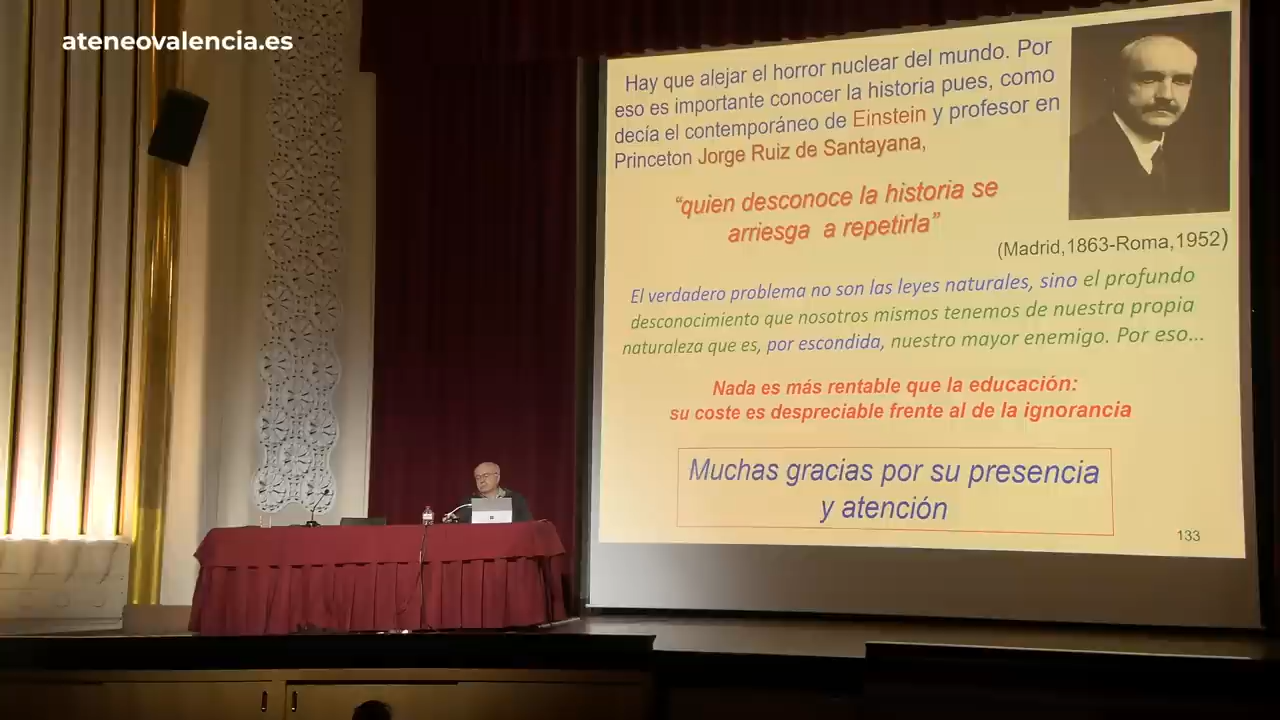 ateneovalencia.es
Hay que alejar el horror nuclear del mundo. Por
eso es importante conocer la historia pues, como
decía el contemporáneo de Einstein y profesor en
Princeton Jorge Ruiz de Santayana,
“quien desconoce la historia se
arriesga a repetirla”
(Madrid,1863-Roma,1952)
El verdadero problema no son las leyes naturales, sino el profundo
desconocimiento que nosotros mismos tenemos de nuestra propia
naturaleza que es, por escondida, nuestro mayor enemigo. Por eso...
Nada es más rentable que la educación:
su coste es despreciable frente al de la ignorancia
Muchas gracias por su presencia
y atención
133